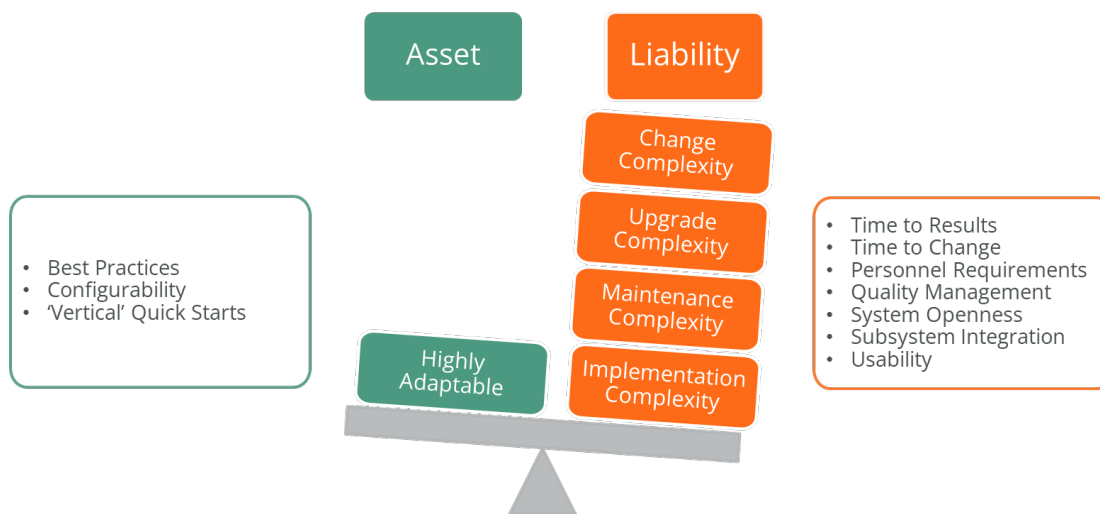 Asset
Liability
Change
Complexity
Upgrade
Complexity
Maintenance
Complexity
Highly
Adaptable
Implementation
Complexity
• Best Practices
• Configurability
• ‘Vertical’ Quick Starts
• Time to Results
• Time to Change
• Personnel Requirements
• Quality Management
• System Openness
• Subsystem Integration
• Usability